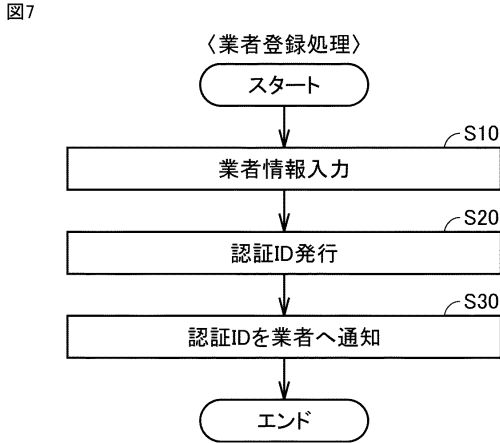 図7
〈業者登録処理〉
スタート
S10
業者情報入力
S20
認証ID発行
S30
認証IDを業者へ通知
エンド